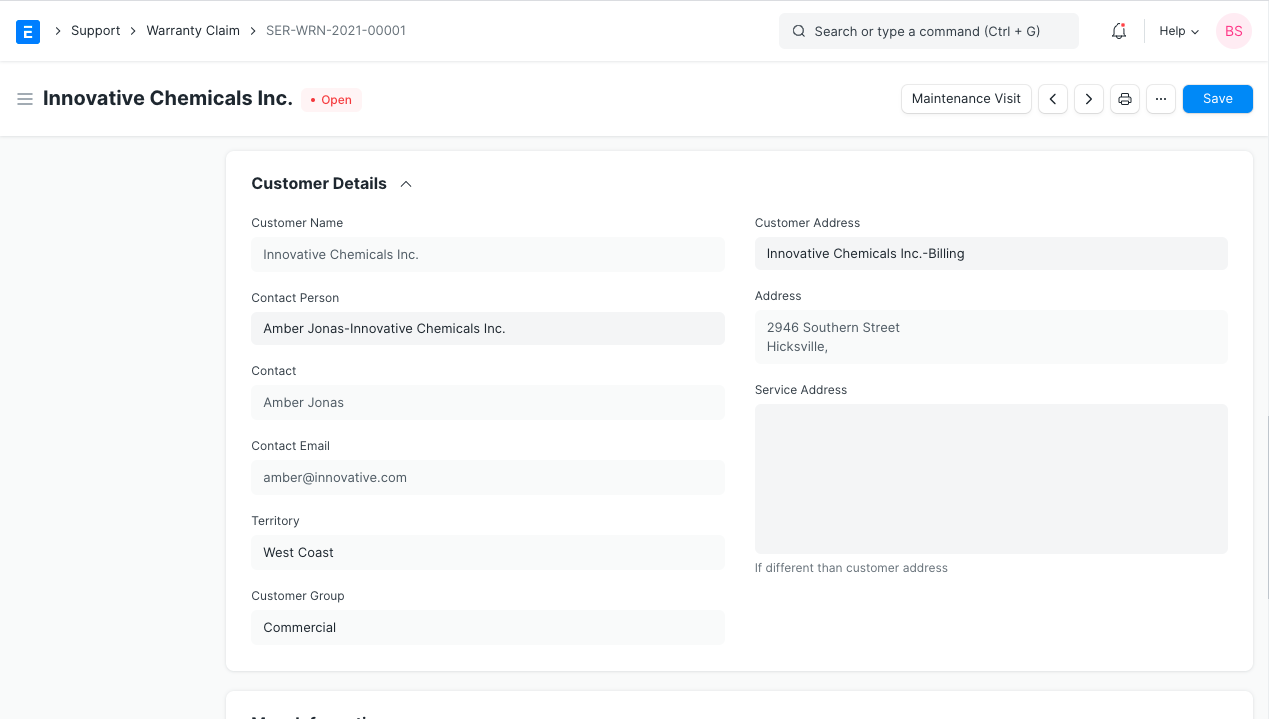 E
Support
Warranty Claim
SER-WRN-2021-00001
Search or type a command (Ctrl + G)
Help
BS
Innovative Chemicals Inc.
Open
Maintenance Visit
Save
Customer Details
Customer Name
Innovative Chemicals Inc.
Contact Person
Amber Jonas-Innovative Chemicals Inc.
Contact
Amber Jonas
Contact Email
amber@innovative.com
Territory
West Coast
Customer Group
Commercial
Customer Address
Innovative Chemicals Inc.-Billing
Address
2946 Southern Street
Hicksville,
Service Address
If different than customer address